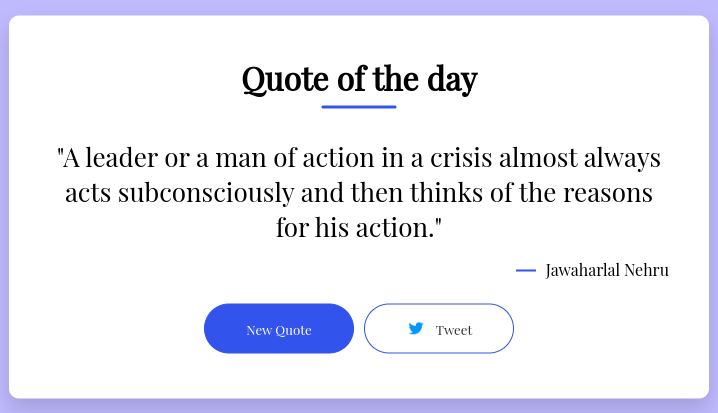 Quote of the day
"A leader or a man of action in a crisis almost always
acts subconsciously and then thinks of the reasons
for his action."
— Jawaharlal Nehru
New Quote
Tweet